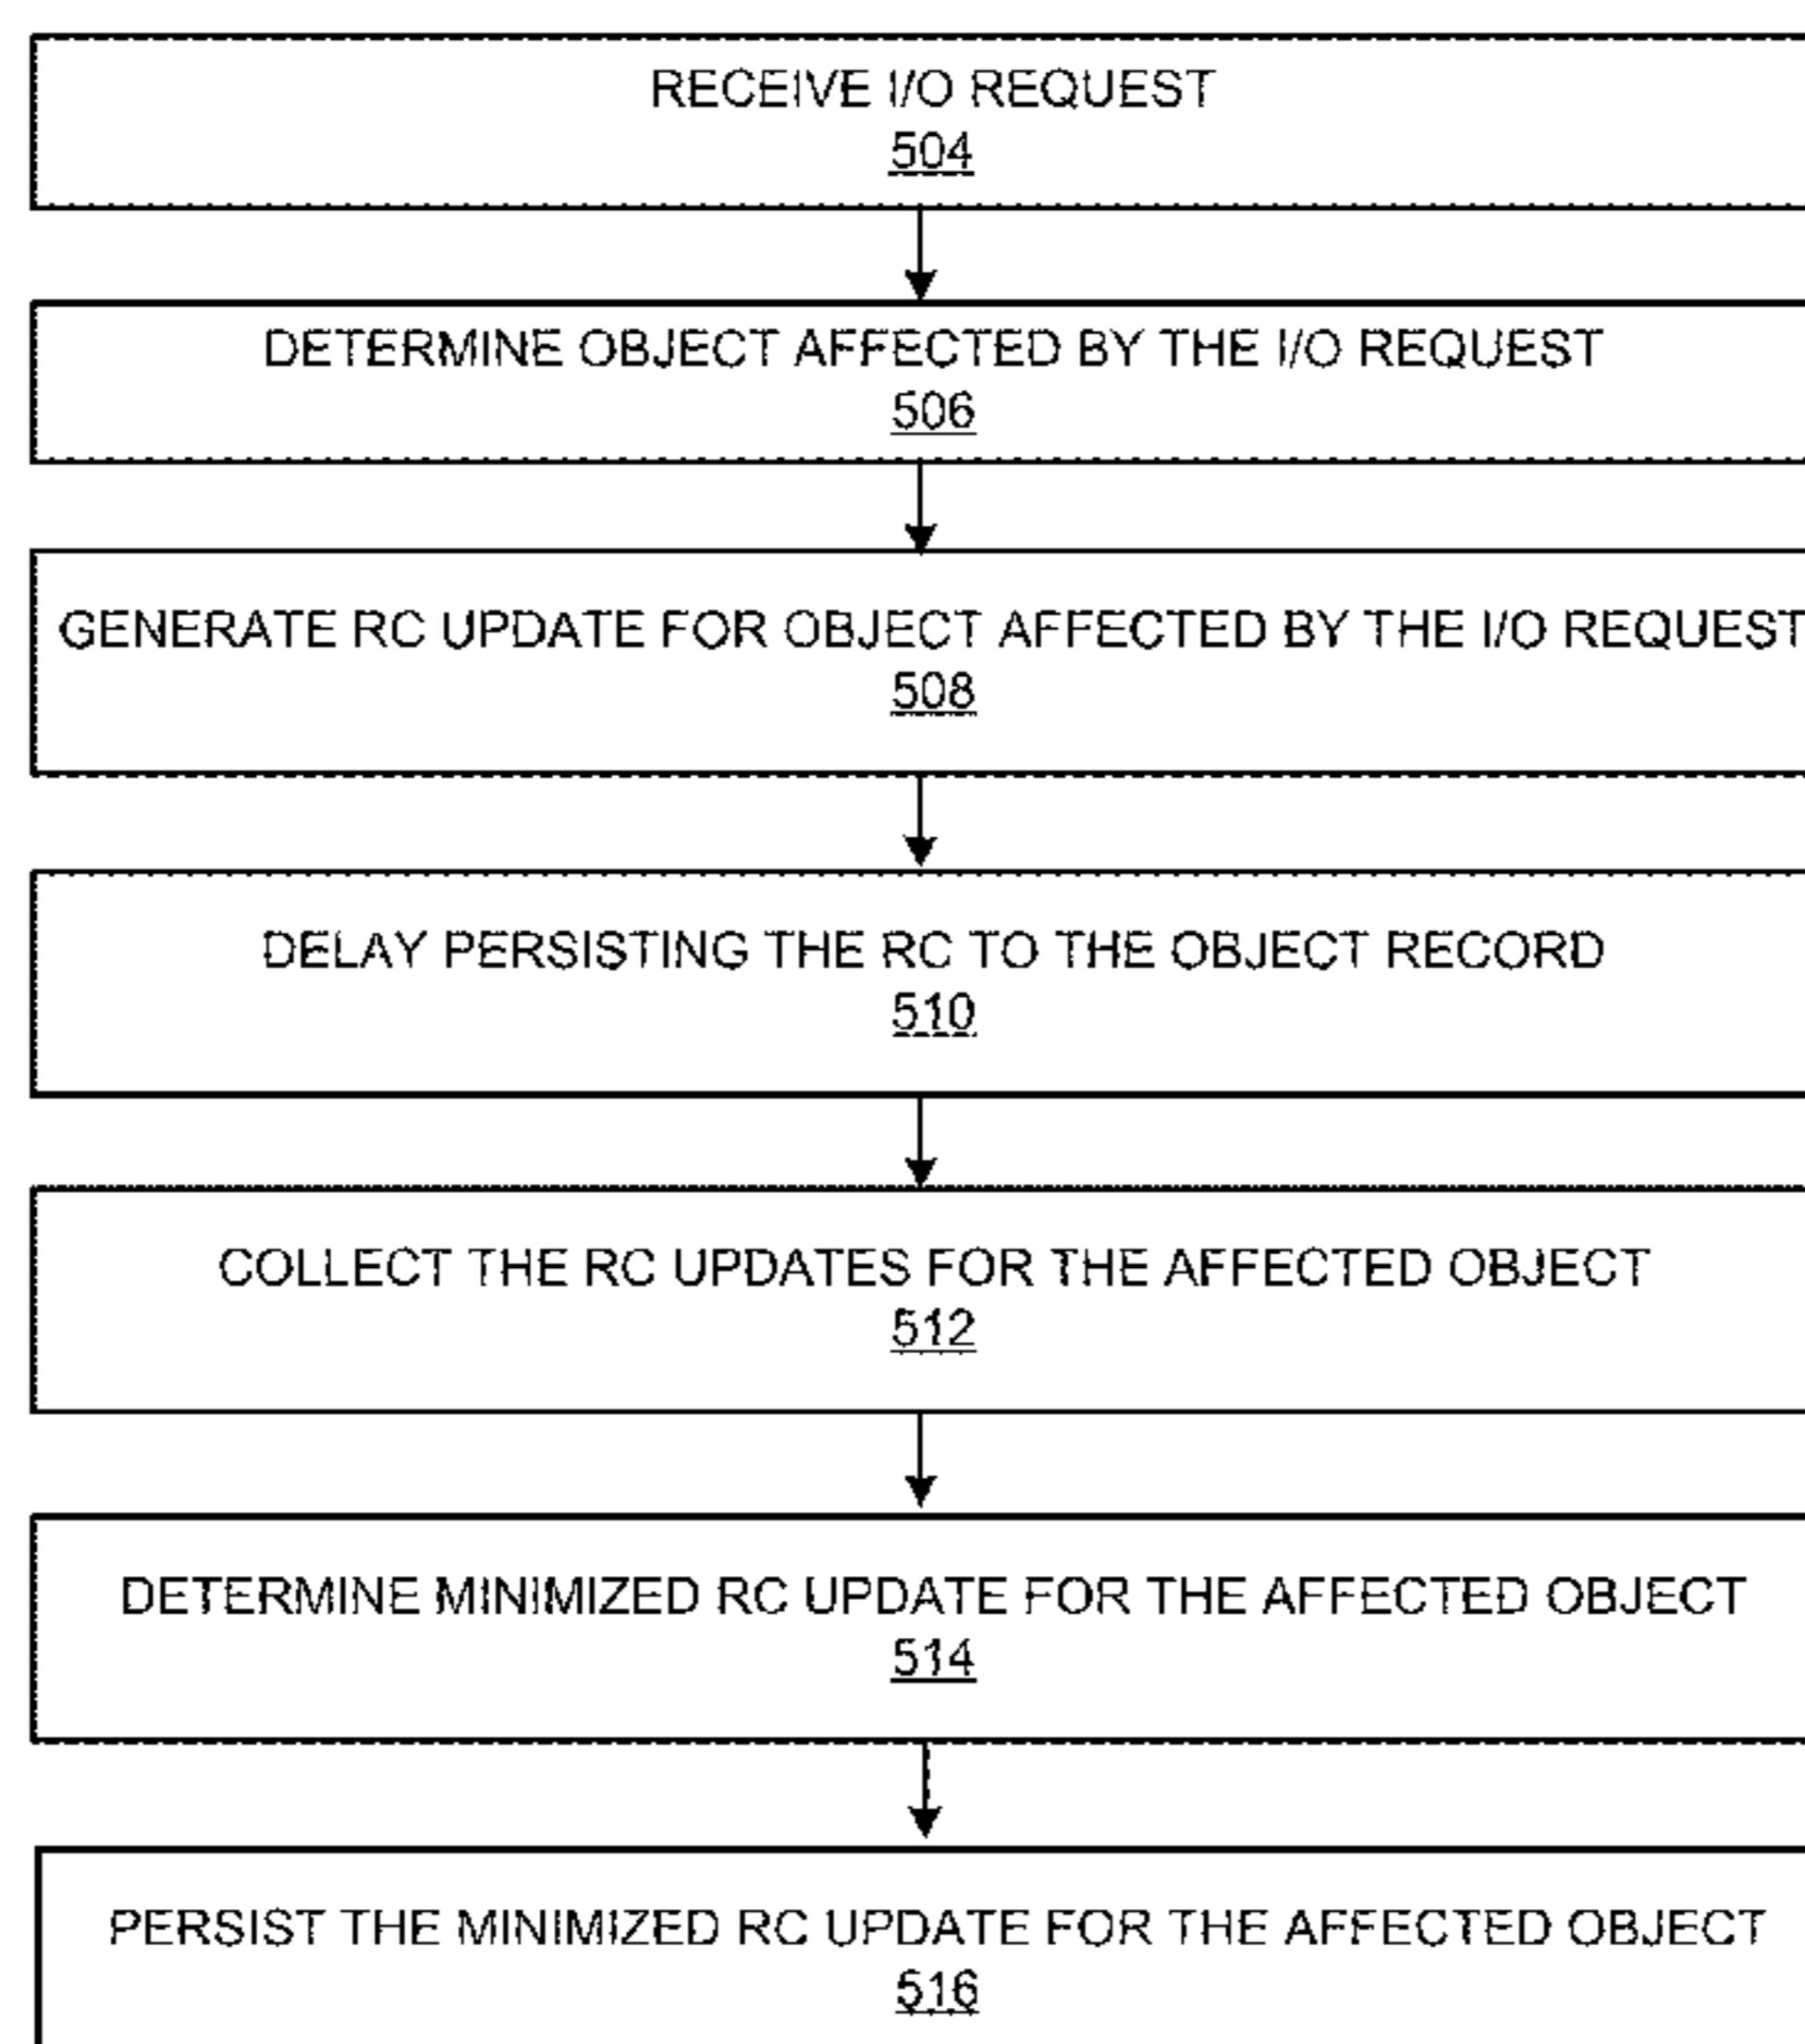 RECEIVE I/O REQUEST
504
DETERMINE OBJECT AFFECTED BY THE I/O REQUEST
506
GENERATE RC UPDATE FOR OBJECT AFFECTED BY THE I/O REQUEST
508
DELAY PERSISTING THE RC TO THE OBJECT RECORD
510
COLLECT THE RC UPDATES FOR THE AFFECTED OBJECT
512
DETERMINE MINIMIZED RC UPDATE FOR THE AFFECTED OBJECT
514
PERSIST THE MINIMIZED RC UPDATE FOR THE AFFECTED OBJECT
516